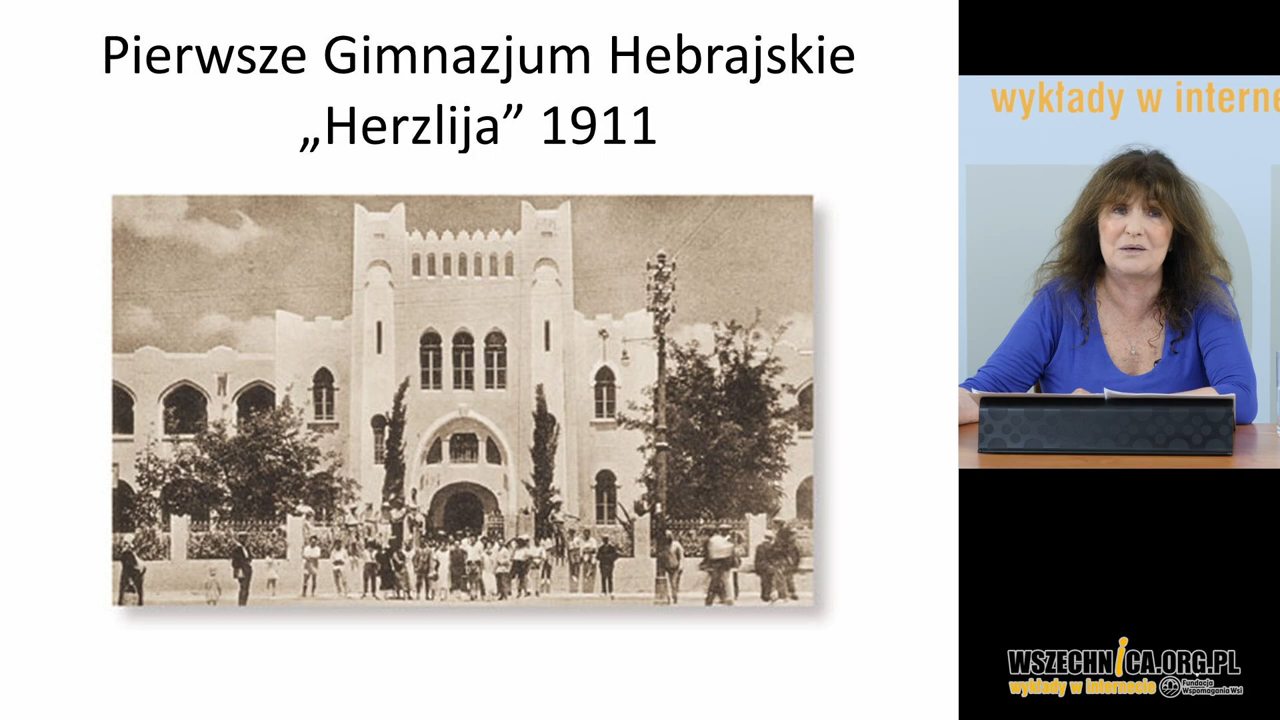 Pierwsze Gimnazjum Hebrajskie
„Herzlija” 1911
wykłady w interne
WSZECHNiCA.ORG.PL
wykłady w internecie
Fundacja
Wspomagania Wsi